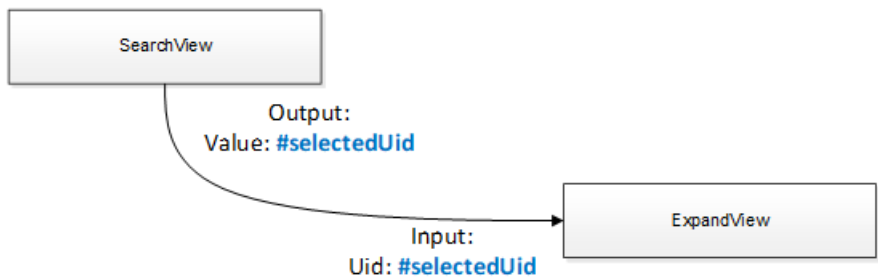 SearchView
Output:
Value: #selectedUid
ExpandView
Input:
Uid: #selectedUid